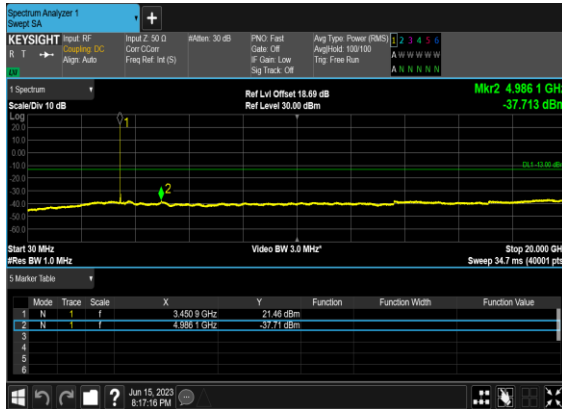 Spectrum Analyzer 1
Swept SA
+
KEYSIGHT Input: RF Input Z: 50 Ω #Atten: 30 dB PNO: Fast Avg Type: Power (RMS) 1 2 3 4 5 6
R T Coupling: DC Corr CCorr Gate: Off Avg|Hold: 100/100 A W W W W W
Align: Auto Freq Ref: Int (S) IF Gain: Low Trig: Free Run
LXI Sig Track: Off A N N N N N
1 Spectrum Ref Lvl Offset 18.69 dB Mkr2 4.986 1 GHz
Scale/Div 10 dB Ref Level 30.00 dBm -37.713 dBm
Log
20.0
10.0
0.00
-10.0
-20.0
-30.0
-40.0
-50.0
-60.0
1
DL1 -13.00 dBm
2
Start 30 MHz Video BW 3.0 MHz* Stop 20.000 GHz
#Res BW 1.0 MHz Sweep 34.7 ms (40001 pts)
5 Marker Table
Mode Trace Scale X Y Function Function Width Function Value
1 N 1 f 3.450 9 GHz 21.46 dBm
2 N 1 f 4.986 1 GHz -37.71 dBm
3
4
5
6
? Jun 15, 2023
8:17:16 PM